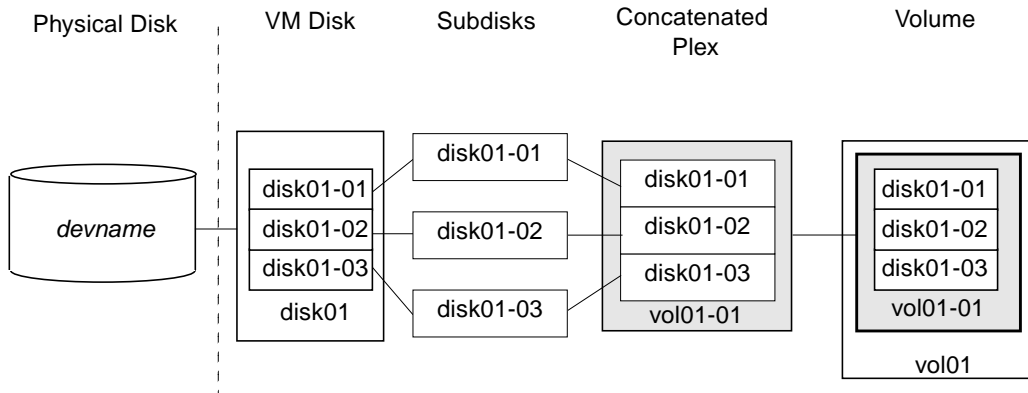 Physical Disk
VM Disk
Subdisks
Concatenated
Plex
Volume
devname
disk01-01
disk01-02
disk01-03
disk01
disk01-01
disk01-02
disk01-03
disk01-01
disk01-02
disk01-03
vol01-01
disk01-01
disk01-02
disk01-03
vol01-01
vol01